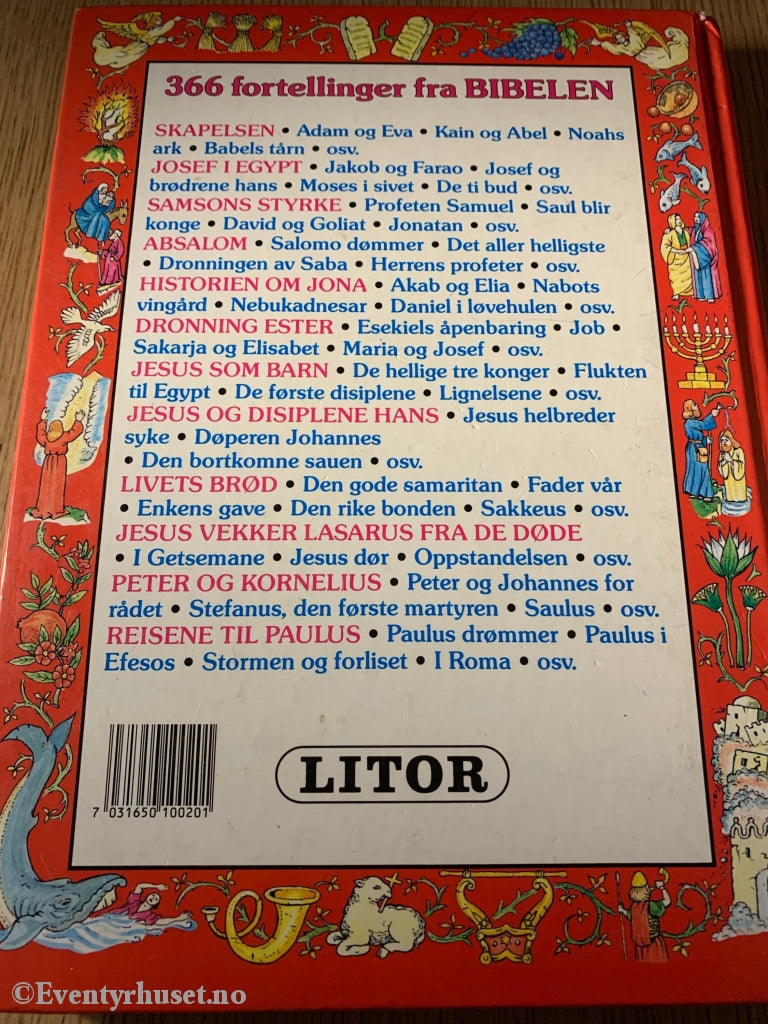 366 fortellinger fra BIBELEN
SKAPELSEN • Adam og Eva • Kain og Abel • Noahs
ark • Babels tårn • osv.
JOSEF I EGYPT • Jakob og Farao • Josef og
brødrene hans • Moses i sivet • De ti bud • osv.
SAMSONS STYRKE • Profeten Samuel • Saul blir
konge • David og Goliat • Jonatan • osv.
ABSALOM • Salomo dømmer • Det aller helligste
• Dronningen av Saba • Herrens profeter • osv.
HISTORIEN OM JONA • Akab og Elia • Nabots
vingård • Nebukadnesar • Daniel i løvehulen • osv.
DRONNING ESTER • Esekiels åpenbaring • Job •
Sakarja og Elisabet • Maria og Josef • osv.
JESUS SOM BARN • De hellige tre konger • Flukten
til Egypt • De første disiplene • Lignelsene • osv.
JESUS OG DISIPLENE HANS • Jesus helbreder
syke • Døperen Johannes
• Den bortkomne sauen • osv.
LIVETS BRØD • Den gode samaritan • Fader vår
• Enkens gave • Den rike bonden • Sakkeus • osv.
JESUS VEKKER LASARUS FRA DE DØDE
• I Getsemane • Jesus dør • Oppstandelsen • osv.
PETER OG KORNELIUS • Peter og Johannes for
rådet • Stefanus, den første martyren • Saulus • osv.
REISENE TIL PAULUS • Paulus drømmer • Paulus i
Efesos • Stormen og forliset • I Roma • osv.
LITOR
7 031650 100201
©Eventyrhuset.no